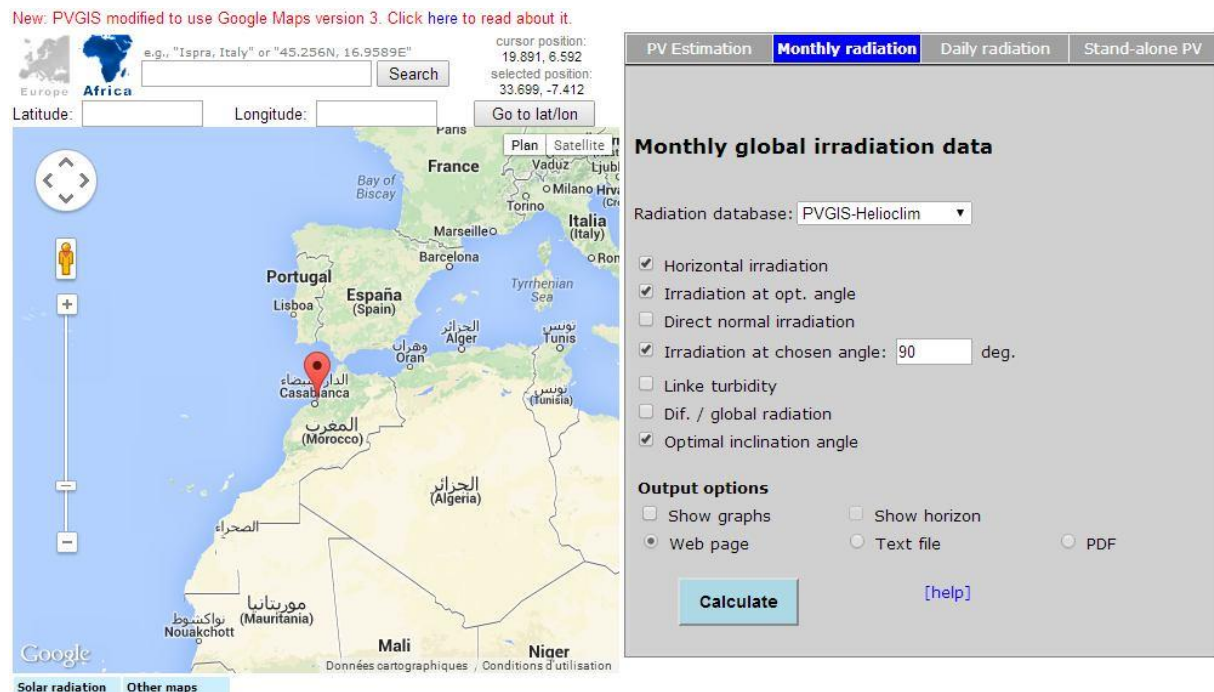 New: PVGIS modified to use Google Maps version 3. Click here to read about it.
Europe
Africa
e.g., "Ispra, Italy" or "45.256N, 16.9589E"
Search
cursor position:
19.891, 6.592
selected position:
33.699, -7.412
Latitude:
Longitude:
Go to lat/lon
Plan
Satellite
Paris
France
Vaduz
Bay of
Biscay
Milano
Torino
Italia
(Italy)
Marseille
Barcelona
Portugal
España
(Spain)
Lisboa
Tyrrhenian
Sea
الجزائر
Alger
تونس
Tunis
وهران
Oran
Casablanca
تونس
(Tunisia)
المغرب
(Morocco)
الجزائر
(Algeria)
الصحراء
موريتانيا
(Mauritania)
نواكشوط
Nouakchott
Mali
Niger
Google
Données cartographiques
Conditions d'utilisation
Solar radiation
Other maps
PV Estimation
Monthly radiation
Daily radiation
Stand-alone PV
Monthly global irradiation data
Radiation database: PVGIS-Helioclim
Horizontal irradiation
Irradiation at opt. angle
Direct normal irradiation
Irradiation at chosen angle: 90 deg.
Linke turbidity
Dif. / global radiation
Optimal inclination angle
Output options
Show graphs
Show horizon
Web page
Text file
PDF
Calculate
[help]